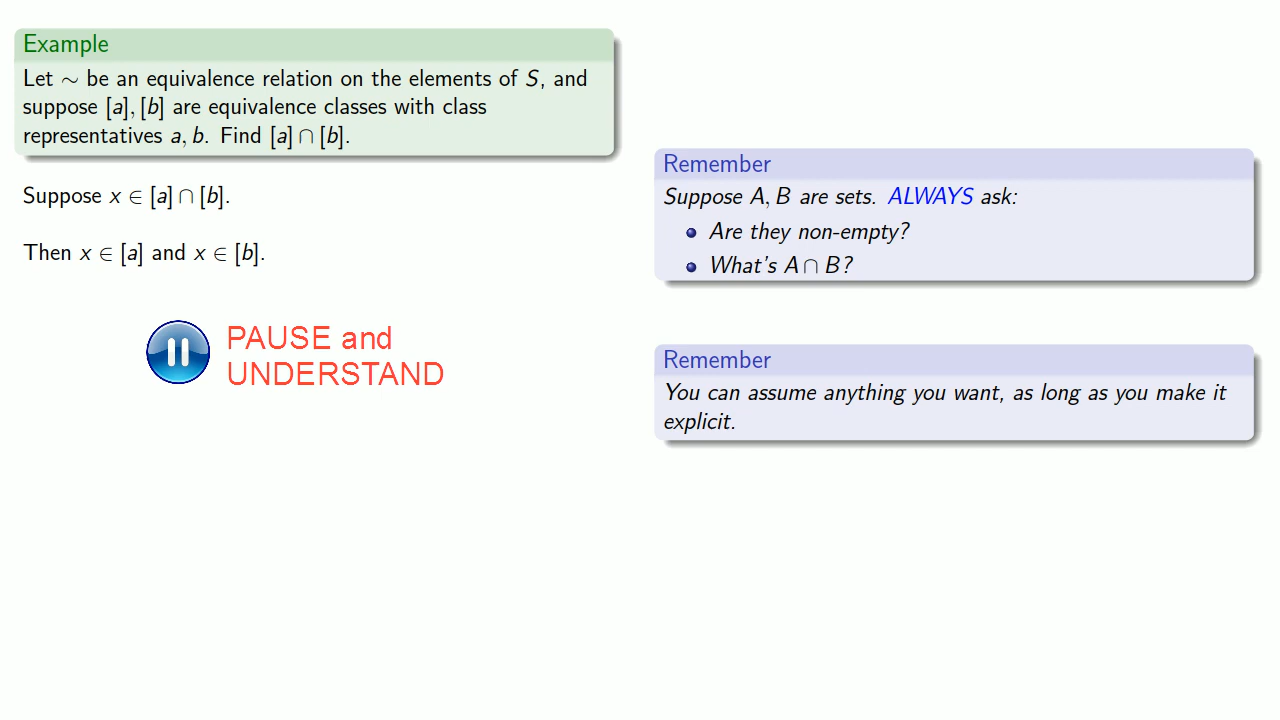 Example
Let ∼ be an equivalence relation on the elements of S, and
suppose [a], [b] are equivalence classes with class
representatives a, b. Find [a] ∩ [b].
Suppose x ∈ [a] ∩ [b].
Then x ∈ [a] and x ∈ [b].
PAUSE and
UNDERSTAND
Remember
Suppose A, B are sets. ALWAYS ask:
• Are they non-empty?
• What's A ∩ B?
Remember
You can assume anything you want, as long as you make it
explicit.